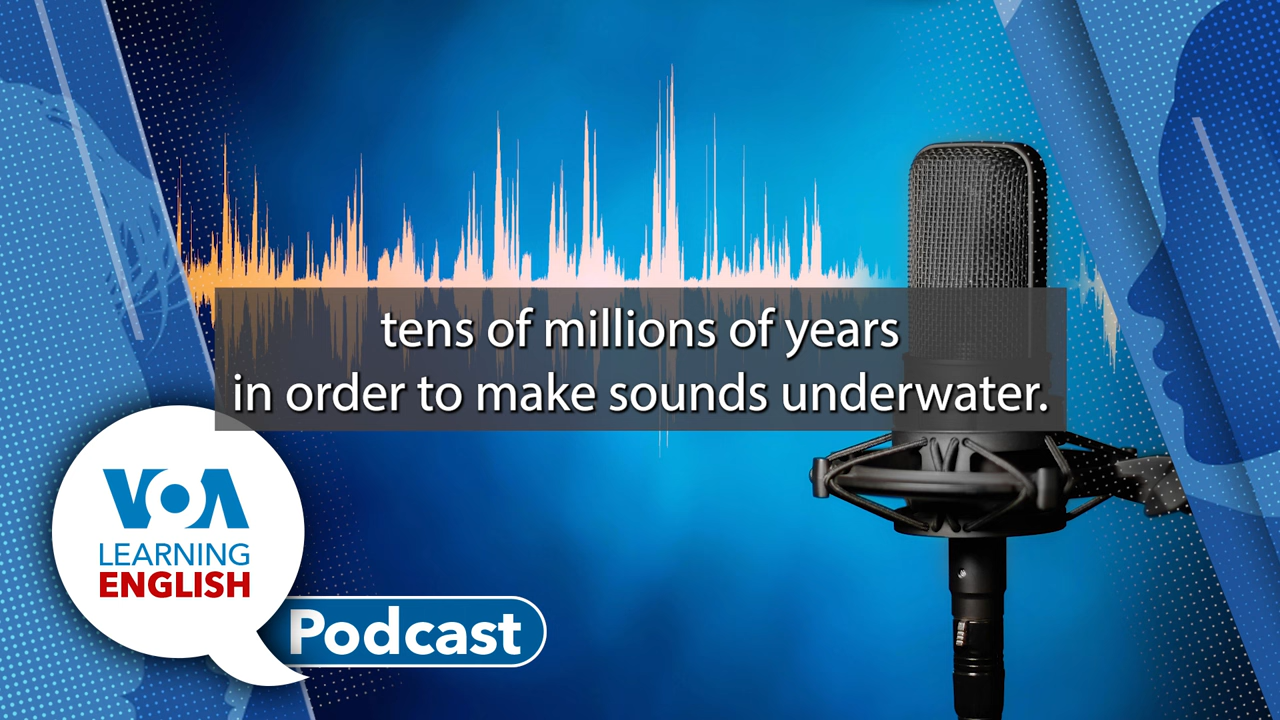 tens of millions of years
in order to make sounds underwater.
VOA
LEARNING
ENGLISH
Podcast